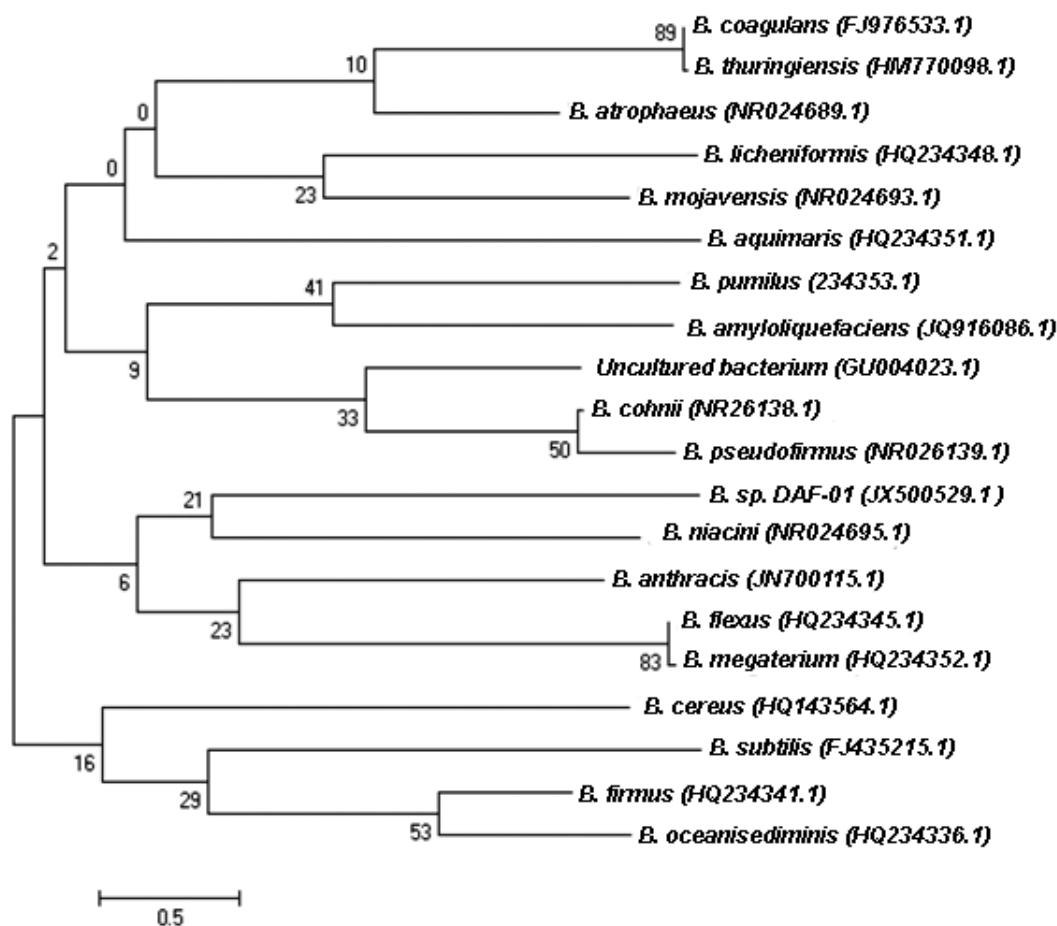 B. coagulans (FJ976533.1)
89
B. thuringiensis (HM770098.1)
10
B. atrophaeus (NR024689.1)
0
B. licheniformis (HQ234348.1)
0
23
B. mojavensis (NR024693.1)
B. aquimaris (HQ234351.1)
2
B. pumilus (234353.1)
41
B. amyloliquefaciens (JQ916086.1)
9
Uncultured bacterium (GU004023.1)
33
B. cohnii (NR26138.1)
50
B. pseudofirmus (NR026139.1)
21
B. sp. DAF-01 (JX500529.1 )
B. niacini (NR024695.1)
6
B. anthracis (JN700115.1)
23
B. flexus (HQ234345.1)
83
B. megaterium (HQ234352.1)
B. cereus (HQ143564.1)
16
B. subtilis (FJ435215.1)
29
B. firmus (HQ234341.1)
53
B. oceanisediminis (HQ234336.1)
0.5